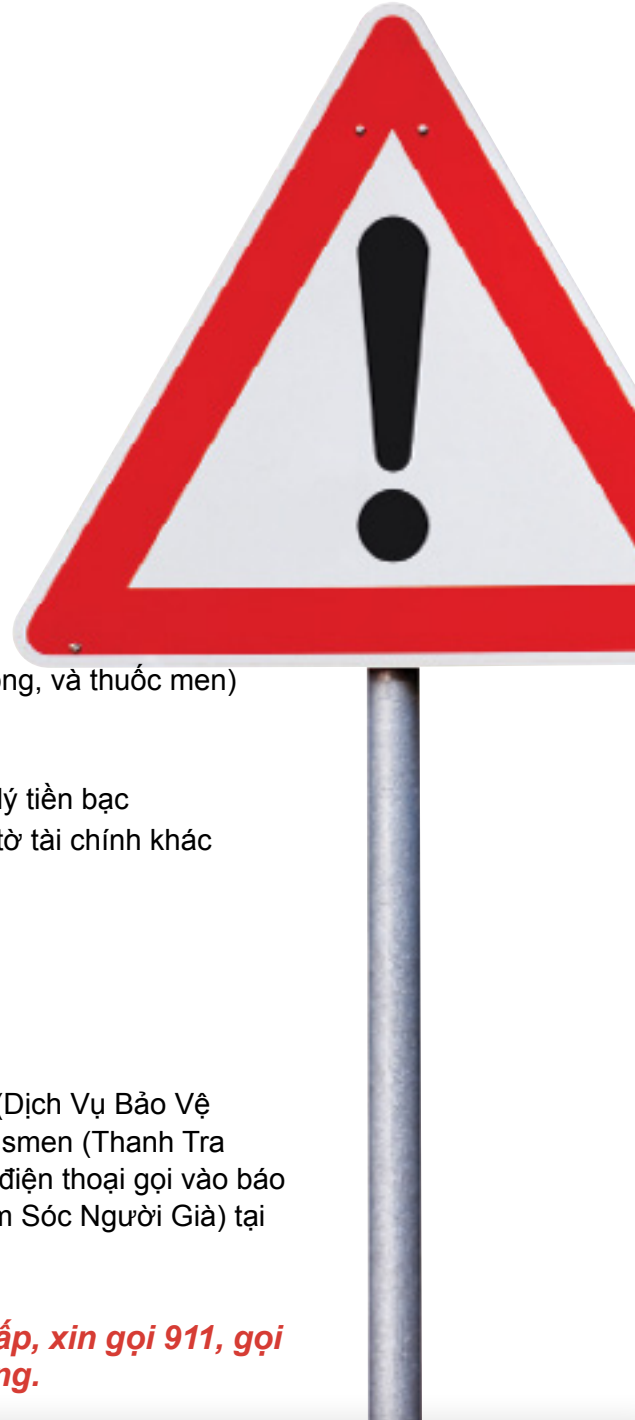 ong, và thuốc men)
lý tiền bạc
tờ tài chính khác
(Dịch Vụ Bảo Vệ
smen (Thanh Tra
điện thoại gọi vào báo
m Sóc Người Già) tại
ấp, xin gọi 911, gọi
ng.